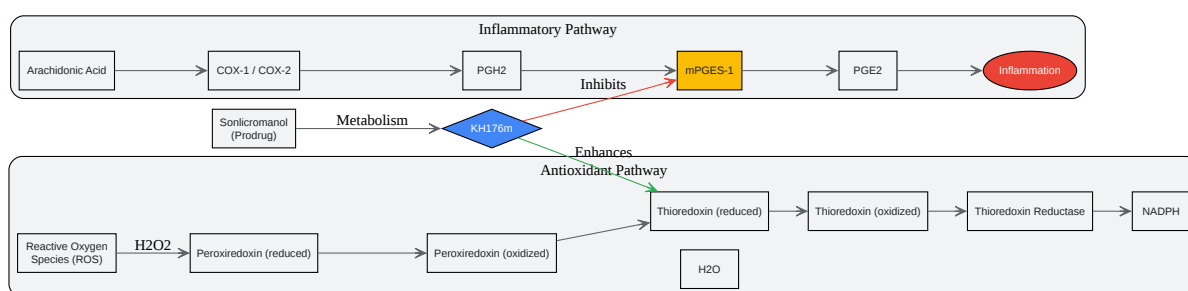 Inflammatory Pathway
Arachidonic Acid
COX-1 / COX-2
PGH2
mPGES-1
PGE2
Inflammation
Inhibits
Sonlicromanol
(Prodrug)
Metabolism
KH176m
Enhances
Antioxidant Pathway
Thioredoxin (reduced)
Thioredoxin (oxidized)
Thioredoxin Reductase
NADPH
Reactive Oxygen
Species (ROS)
H2O2
Peroxiredoxin (reduced)
Peroxiredoxin (oxidized)
H2O